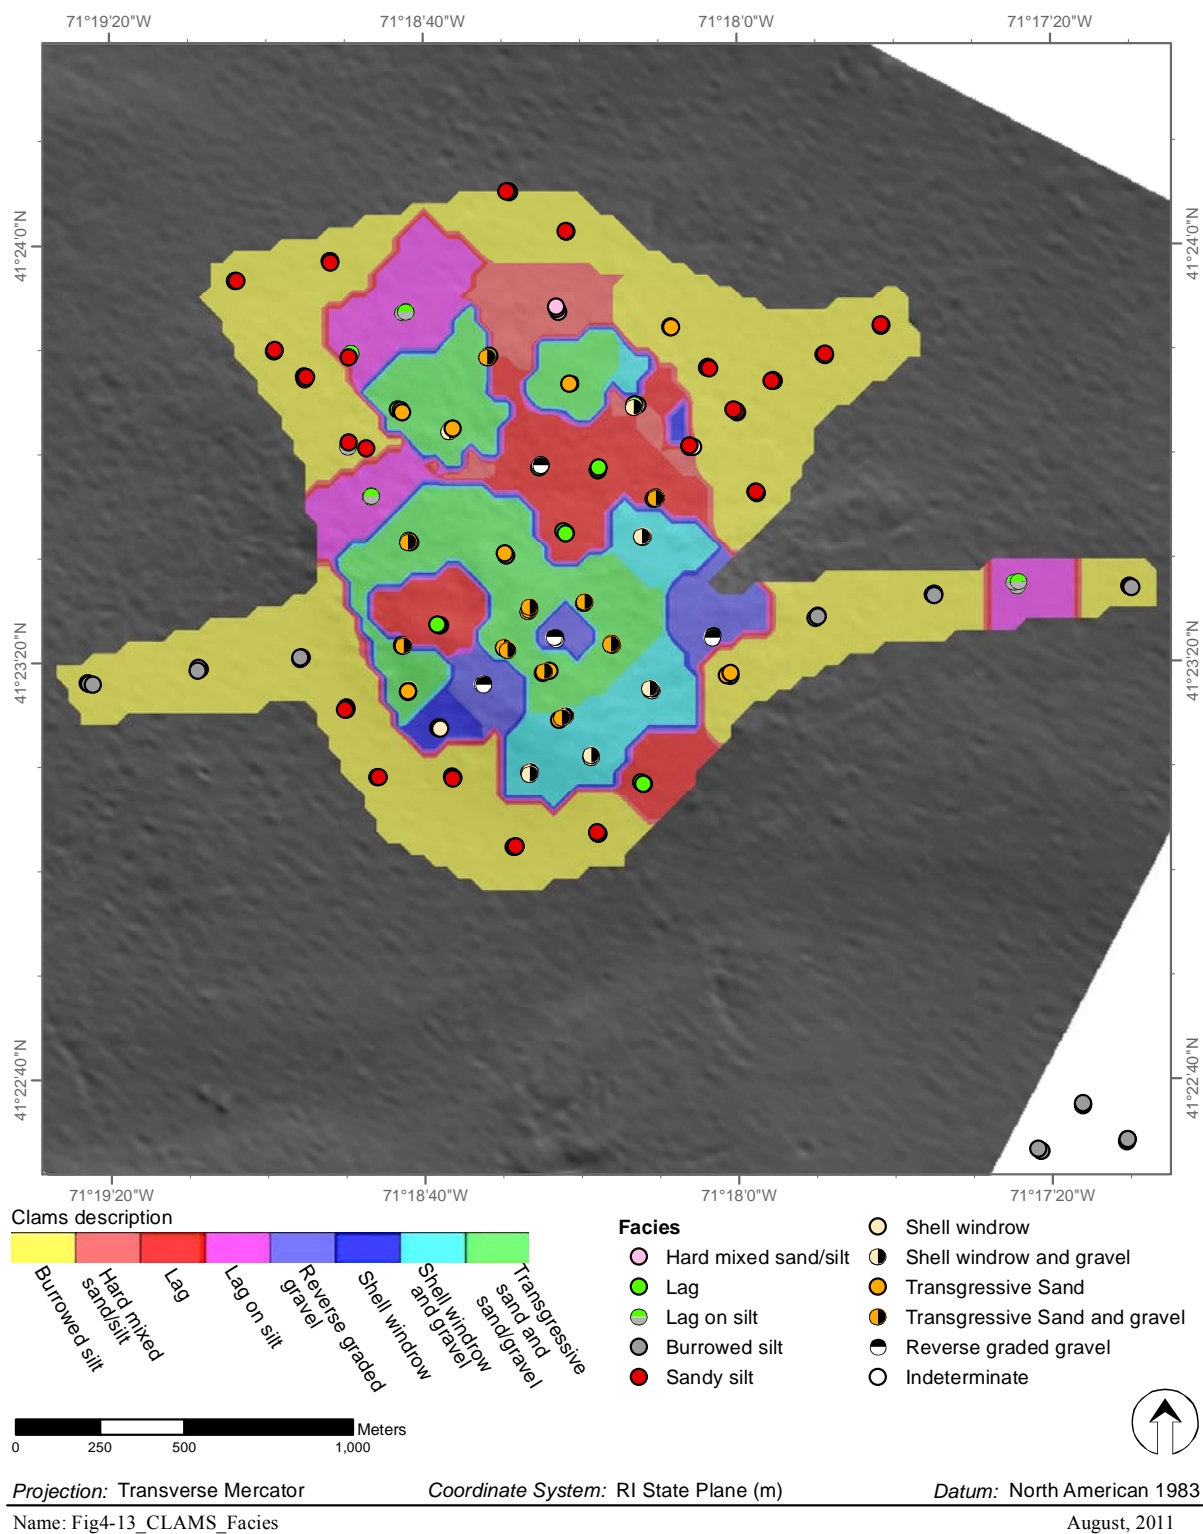 71°19'20"W 71°18'40"W 71°18'0"W 71°17'20"W
41°24'0"N 41°24'0"N
41°23'20"N 41°23'20"N
41°22'40"N 41°22'40"N
71°19'20"W 71°18'40"W 71°18'0"W 71°17'20"W
Clams description
Burrowed silt
Hard mixed
sand/silt
Lag
Lag on silt
Reverse graded
gravel
Shell windrow
Shell windrow
and gravel
Transgressive
sand and
sand/gravel
Facies
Hard mixed sand/silt
Lag
Lag on silt
Burrowed silt
Sandy silt
Shell windrow
Shell windrow and gravel
Transgressive Sand
Transgressive Sand and gravel
Reverse graded gravel
Indeterminate
Meters
0 250 500 1,000
Projection: Transverse Mercator Coordinate System: RI State Plane (m) Datum: North American 1983
Name: Fig4-13_CLAMS_Facies August, 2011